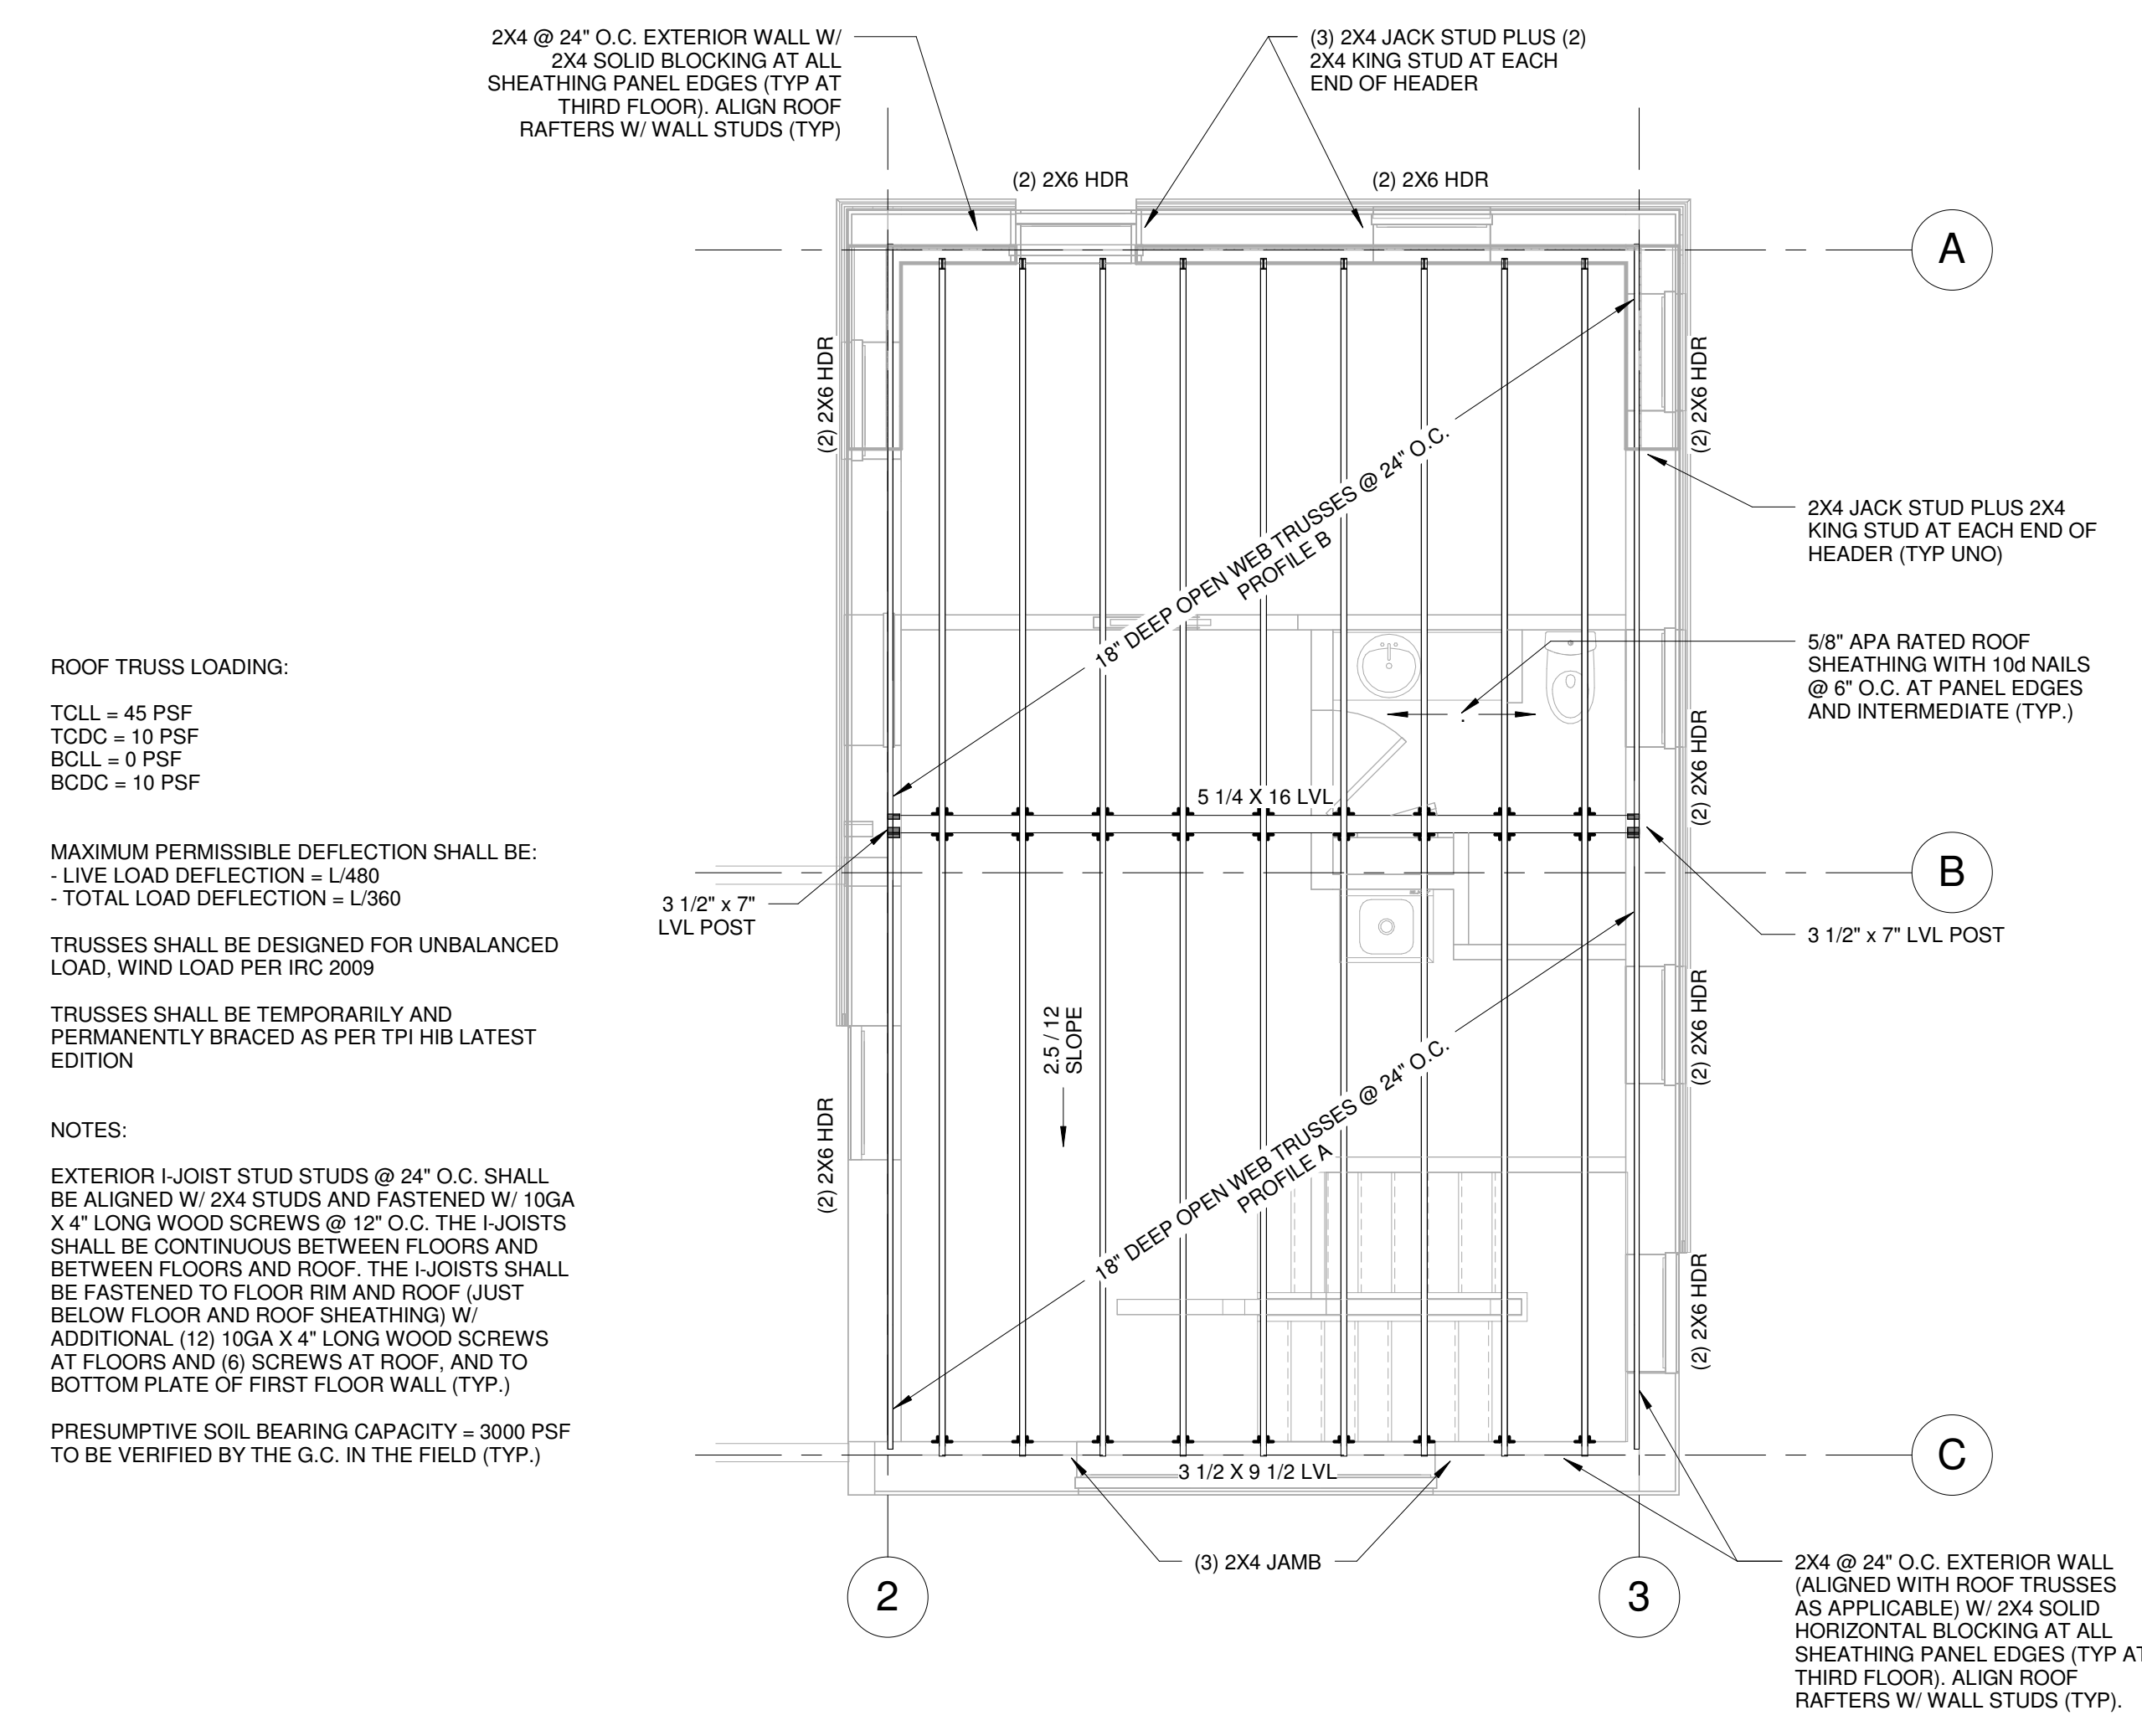 2X4 @ 24" O.C. EXTERIOR WALL W/
2X4 SOLID BLOCKING AT ALL
SHEATHING PANEL EDGES (TYP AT
THIRD FLOOR). ALIGN ROOF
RAFTERS W/ WALL STUDS (TYP)
(3) 2X4 JACK STUD PLUS (2)
2X4 KING STUD AT EACH
END OF HEADER
(2) 2X6 HDR
(2) 2X6 HDR
A
(2) 2X6 HDR
(2) 2X6 HDR
18" DEEP OPEN WEB TRUSSES @ 24" O.C.
PROFILE B
2X4 JACK STUD PLUS 2X4
KING STUD AT EACH END OF
HEADER (TYP UNO)
5/8" APA RATED ROOF
SHEATHING WITH 10d NAILS
@ 6" O.C. AT PANEL EDGES
AND INTERMEDIATE (TYP.)
ROOF TRUSS LOADING:
TCLL = 45 PSF
TCDC = 10 PSF
BCLL = 0 PSF
BCDC = 10 PSF
MAXIMUM PERMISSIBLE DEFLECTION SHALL BE:
- LIVE LOAD DEFLECTION = L/480
- TOTAL LOAD DEFLECTION = L/360
TRUSSES SHALL BE DESIGNED FOR UNBALANCED
LOAD, WIND LOAD PER IRC 2009
TRUSSES SHALL BE TEMPORARILY AND
PERMANENTLY BRACED AS PER TPI HIB LATEST
EDITION
NOTES:
EXTERIOR I-JOIST STUD STUDS @ 24" O.C. SHALL
BE ALIGNED W/ 2X4 STUDS AND FASTENED W/ 10GA
X 4" LONG WOOD SCREWS @ 12" O.C. THE I-JOISTS
SHALL BE CONTINUOUS BETWEEN FLOORS AND
BETWEEN FLOORS AND ROOF. THE I-JOISTS SHALL
BE FASTENED TO FLOOR RIM AND ROOF (JUST
BELOW FLOOR AND ROOF SHEATHING) W/
ADDITIONAL (12) 10GA X 4" LONG WOOD SCREWS
AT FLOORS AND (6) SCREWS AT ROOF, AND TO
BOTTOM PLATE OF FIRST FLOOR WALL (TYP.)
PRESUMPTIVE SOIL BEARING CAPACITY = 3000 PSF
TO BE VERIFIED BY THE G.C. IN THE FIELD (TYP.)
5 1/4 X 16 LVL
(2) 2X6 HDR
B
3 1/2" x 7"
LVL POST
3 1/2" x 7" LVL POST
2.5 / 12
SLOPE
(2) 2X6 HDR
(2) 2X6 HDR
18" DEEP OPEN WEB TRUSSES @ 24" O.C.
PROFILE A
(2) 2X6 HDR
C
3 1/2 X 9 1/2 LVL
(3) 2X4 JAMB
2
3
2X4 @ 24" O.C. EXTERIOR WALL
(ALIGNED WITH ROOF TRUSSES
AS APPLICABLE) W/ 2X4 SOLID
HORIZONTAL BLOCKING AT ALL
SHEATHING PANEL EDGES (TYP AT
THIRD FLOOR). ALIGN ROOF
RAFTERS W/ WALL STUDS (TYP).